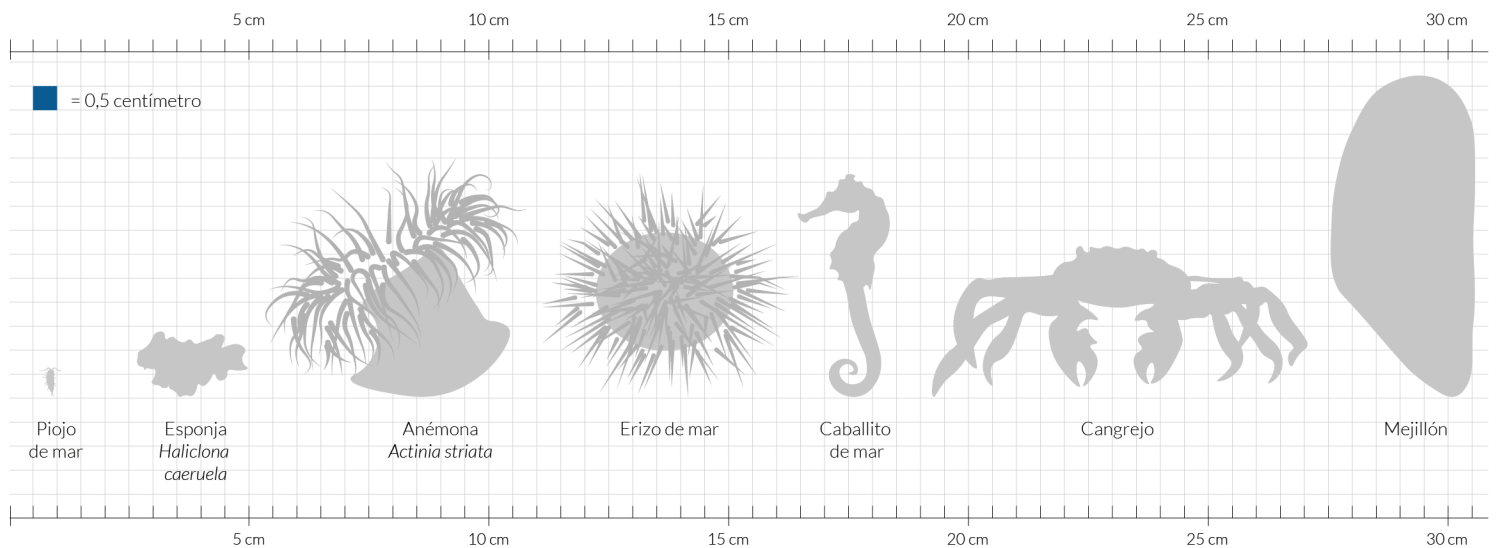 5 cm 10 cm 15 cm 20 cm 25 cm 30 cm
= 0,5 centímetro
Piojo
de mar
Esponja
Haliclona
caeruela
Anémona
Actinia striata
Erizo de mar
Caballito
de mar
Cangrejo
Mejillón
5 cm 10 cm 15 cm 20 cm 25 cm 30 cm